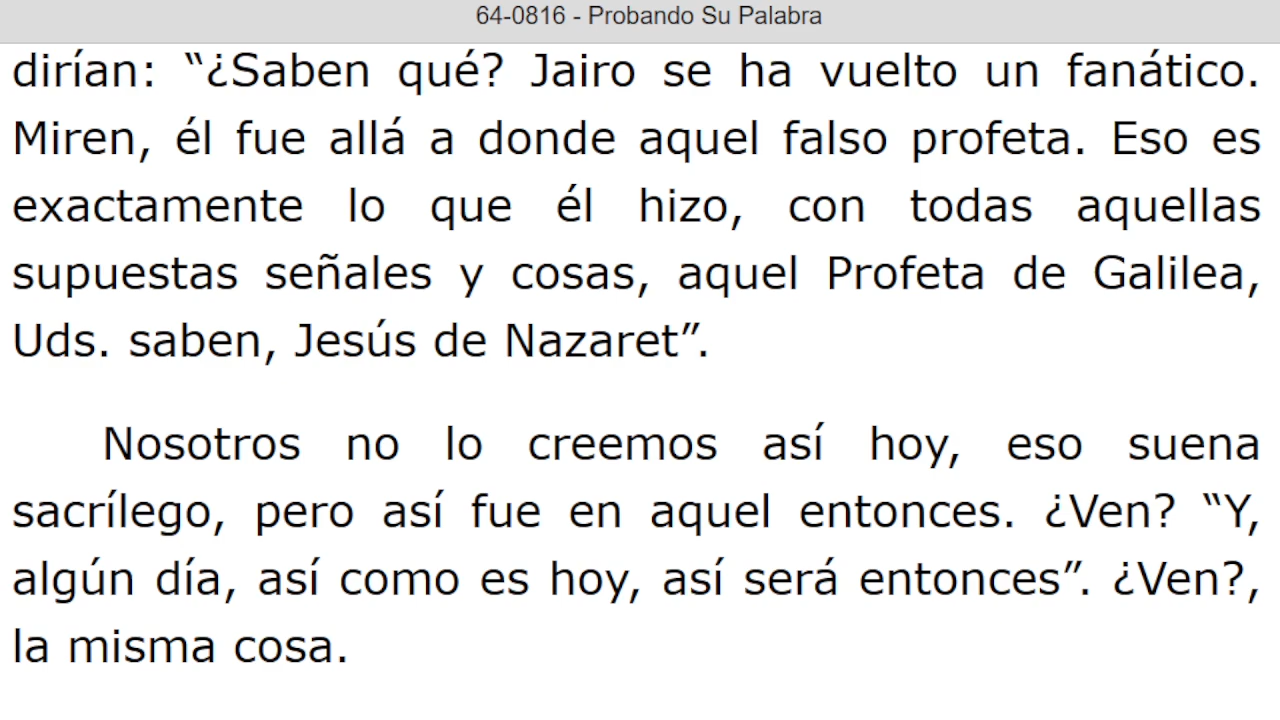 64-0816 - Probando Su Palabra
dirían: “¿Saben qué? Jairo se ha vuelto un fanático.
Miren, él fue allá a donde aquel falso profeta. Eso es
exactamente lo que él hizo, con todas aquellas
supuestas señales y cosas, aquel Profeta de Galilea,
Uds. saben, Jesús de Nazaret”.
Nosotros no lo creemos así hoy, eso suena
sacrílego, pero así fue en aquel entonces. ¿Ven? “Y,
algún día, así como es hoy, así será entonces”. ¿Ven?,
la misma cosa.